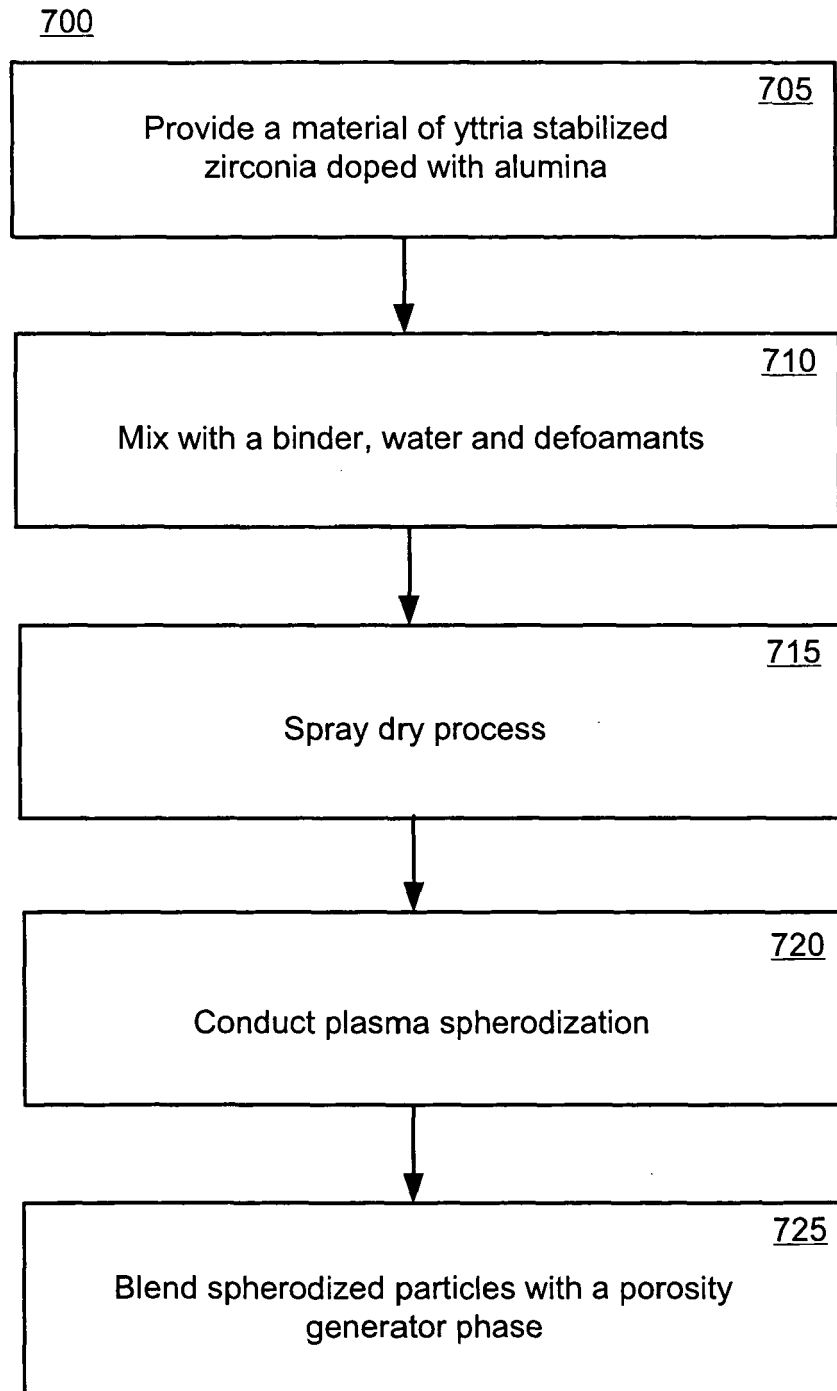 700
705
Provide a material of yttria stabilized
zirconia doped with alumina
710
Mix with a binder, water and defoamants
715
Spray dry process
720
Conduct plasma spherodization
725
Blend spherodized particles with a porosity
generator phase